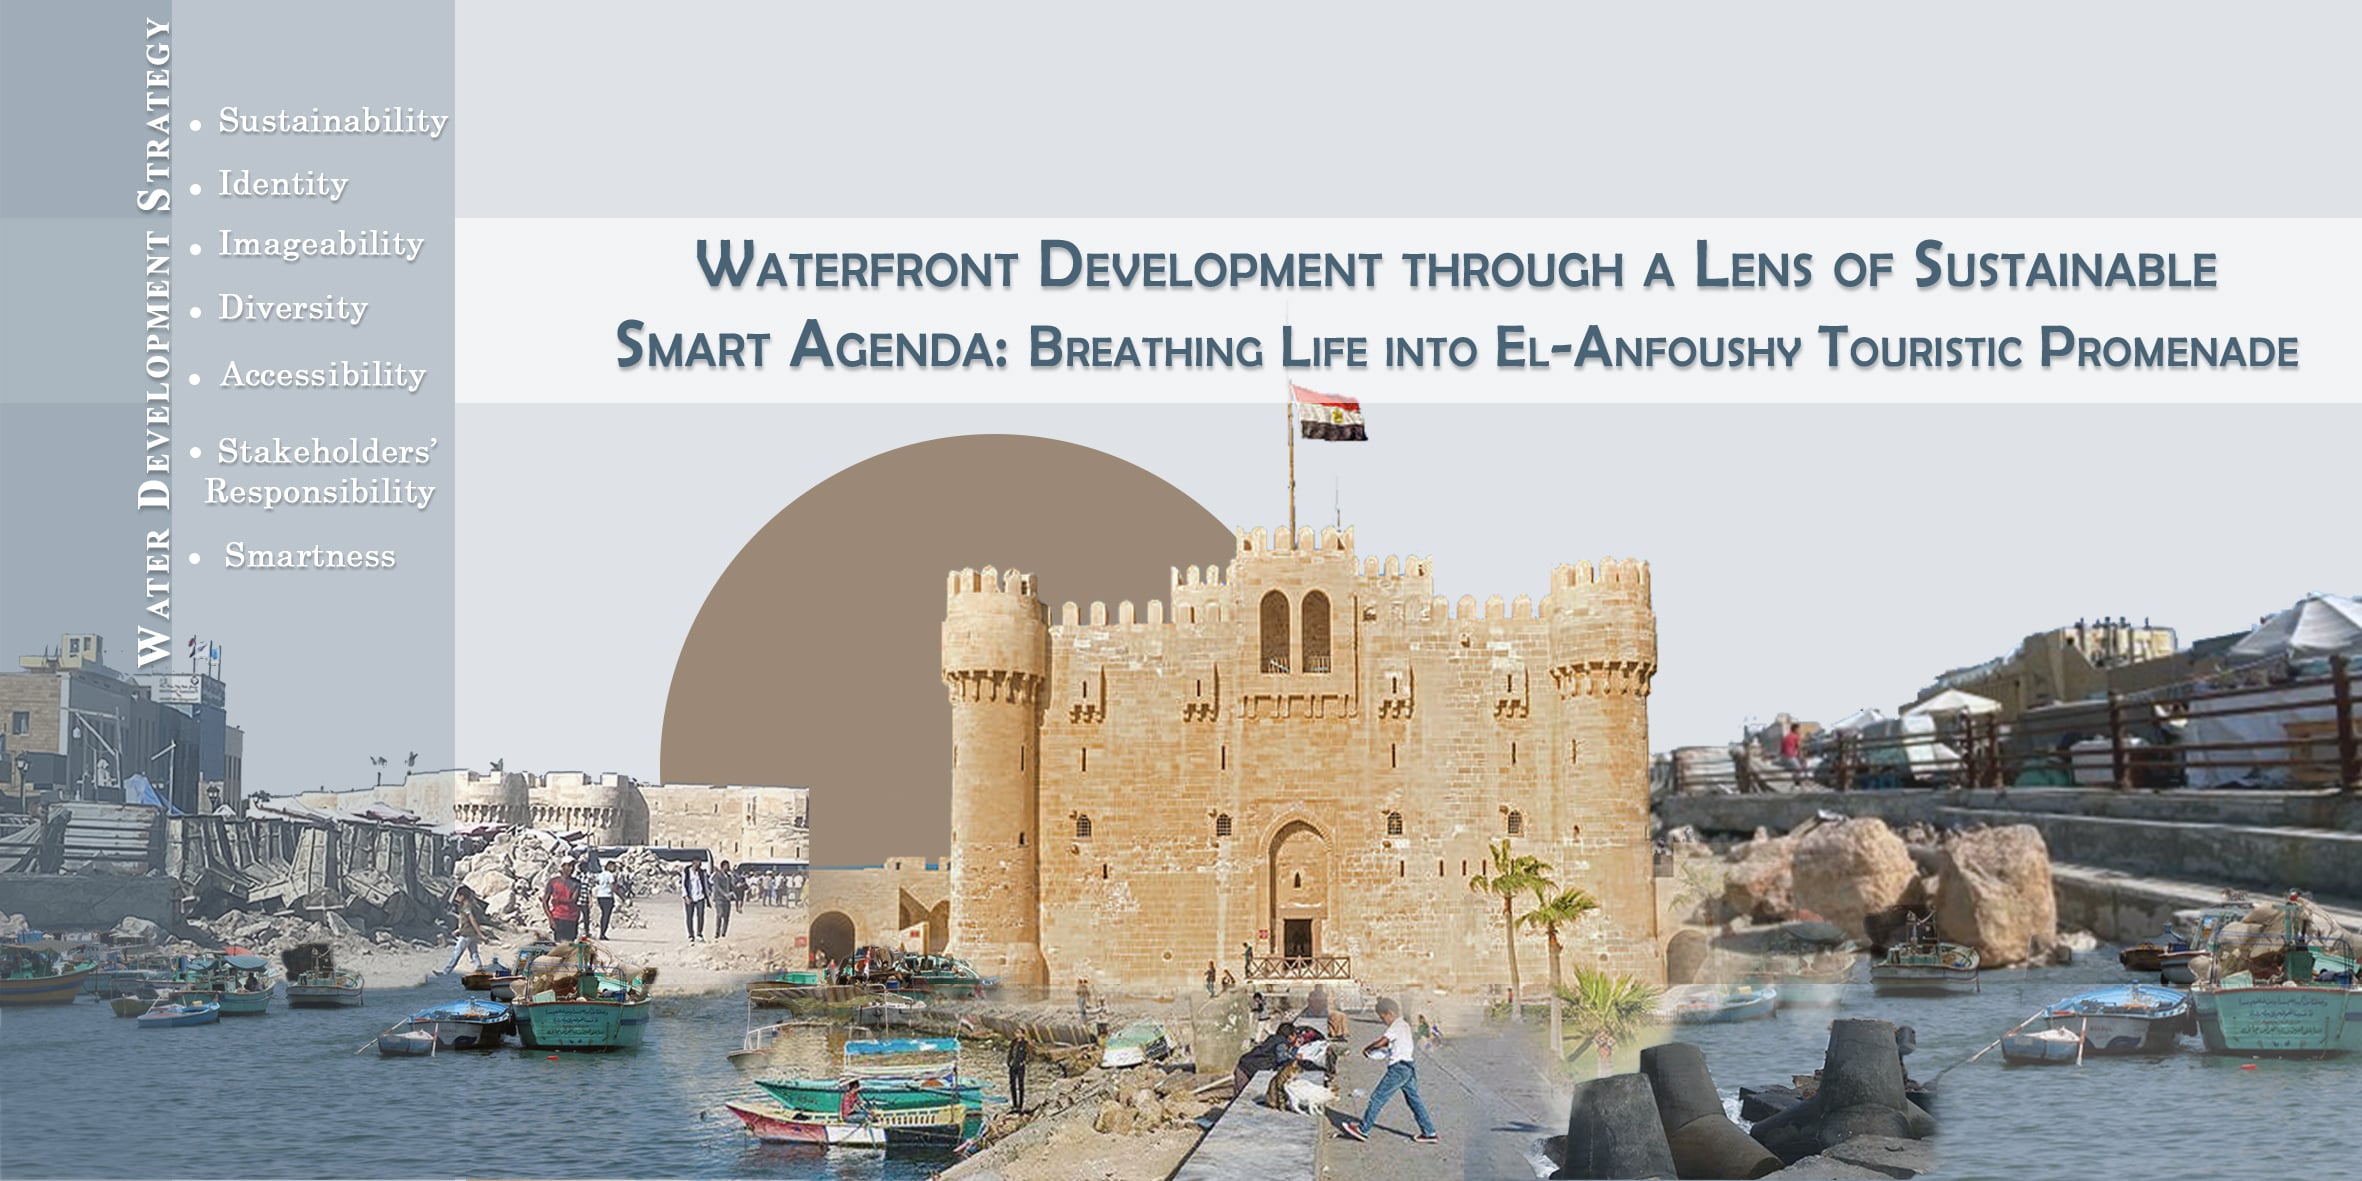 WATER DEVELOPMENT STRATEGY
• Sustainability
• Identity
• Imageability
• Diversity
• Accessibility
• Stakeholders’
Responsibility
• Smartness
WATERFRONT DEVELOPMENT THROUGH A LENS OF SUSTAINABLE
SMART AGENDA: BREATHING LIFE INTO EL-ANFOUSHY TOURISTIC PROMENADE